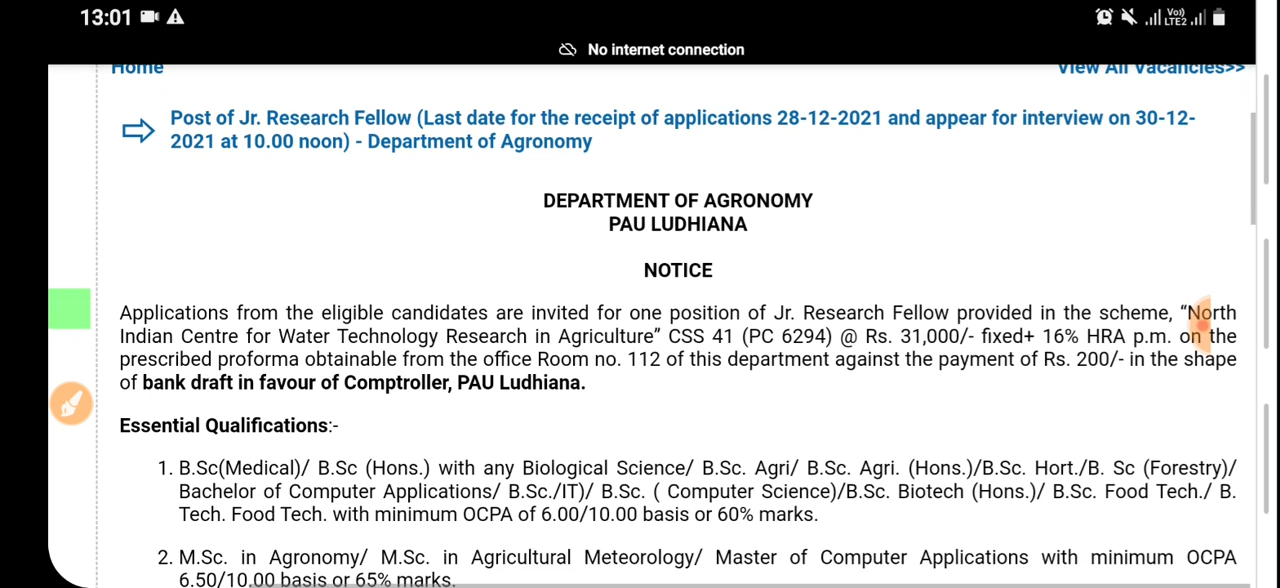 13:01
Vo)) LTE2
No internet connection
Home
View All Vacancies>>
Post of Jr. Research Fellow (Last date for the receipt of applications 28-12-2021 and appear for interview on 30-12-
2021 at 10.00 noon) - Department of Agronomy
DEPARTMENT OF AGRONOMY
PAU LUDHIANA
NOTICE
Applications from the eligible candidates are invited for one position of Jr. Research Fellow provided in the scheme, “North
Indian Centre for Water Technology Research in Agriculture” CSS 41 (PC 6294) @ Rs. 31,000/- fixed+ 16% HRA p.m. on the
prescribed proforma obtainable from the office Room no. 112 of this department against the payment of Rs. 200/- in the shape
of bank draft in favour of Comptroller, PAU Ludhiana.
Essential Qualifications:-
1. B.Sc(Medical)/ B.Sc (Hons.) with any Biological Science/ B.Sc. Agri/ B.Sc. Agri. (Hons.)/B.Sc. Hort./B. Sc (Forestry)/
Bachelor of Computer Applications/ B.Sc./IT)/ B.Sc. ( Computer Science)/B.Sc. Biotech (Hons.)/ B.Sc. Food Tech./ B.
Tech. Food Tech. with minimum OCPA of 6.00/10.00 basis or 60% marks.
2. M.Sc. in Agronomy/ M.Sc. in Agricultural Meteorology/ Master of Computer Applications with minimum OCPA
6.50/10.00 basis or 65% marks.